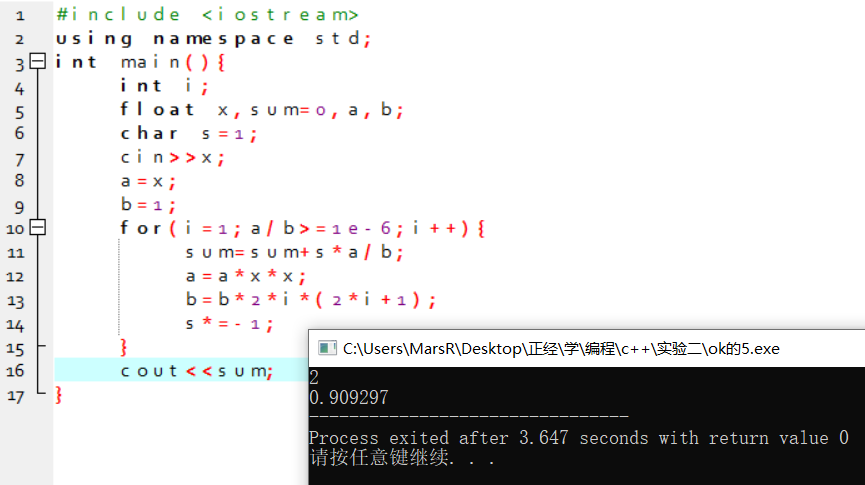 1 #include <iostream>
2 using namespace std;
3 int main(){
4 int i;
5 float x,sum=0,a,b;
6 char s=1;
7 cin>>x;
8 a=x;
9 b=1;
10 for(i=1;a/b>=1e-6;i++){
11 sum=sum+s*a/b;
12 a=a*x*x;
13 b=b*2*i*(2*i+1);
14 s*=-1;
15 }
16 cout<<sum;
17 }
C:\Users\MarsR\Desktop\正经\学\编程\c++\实验二\ok的5.exe
2
0.909297
--------------------------------
Process exited after 3.647 seconds with return value 0
请按任意键继续. . .